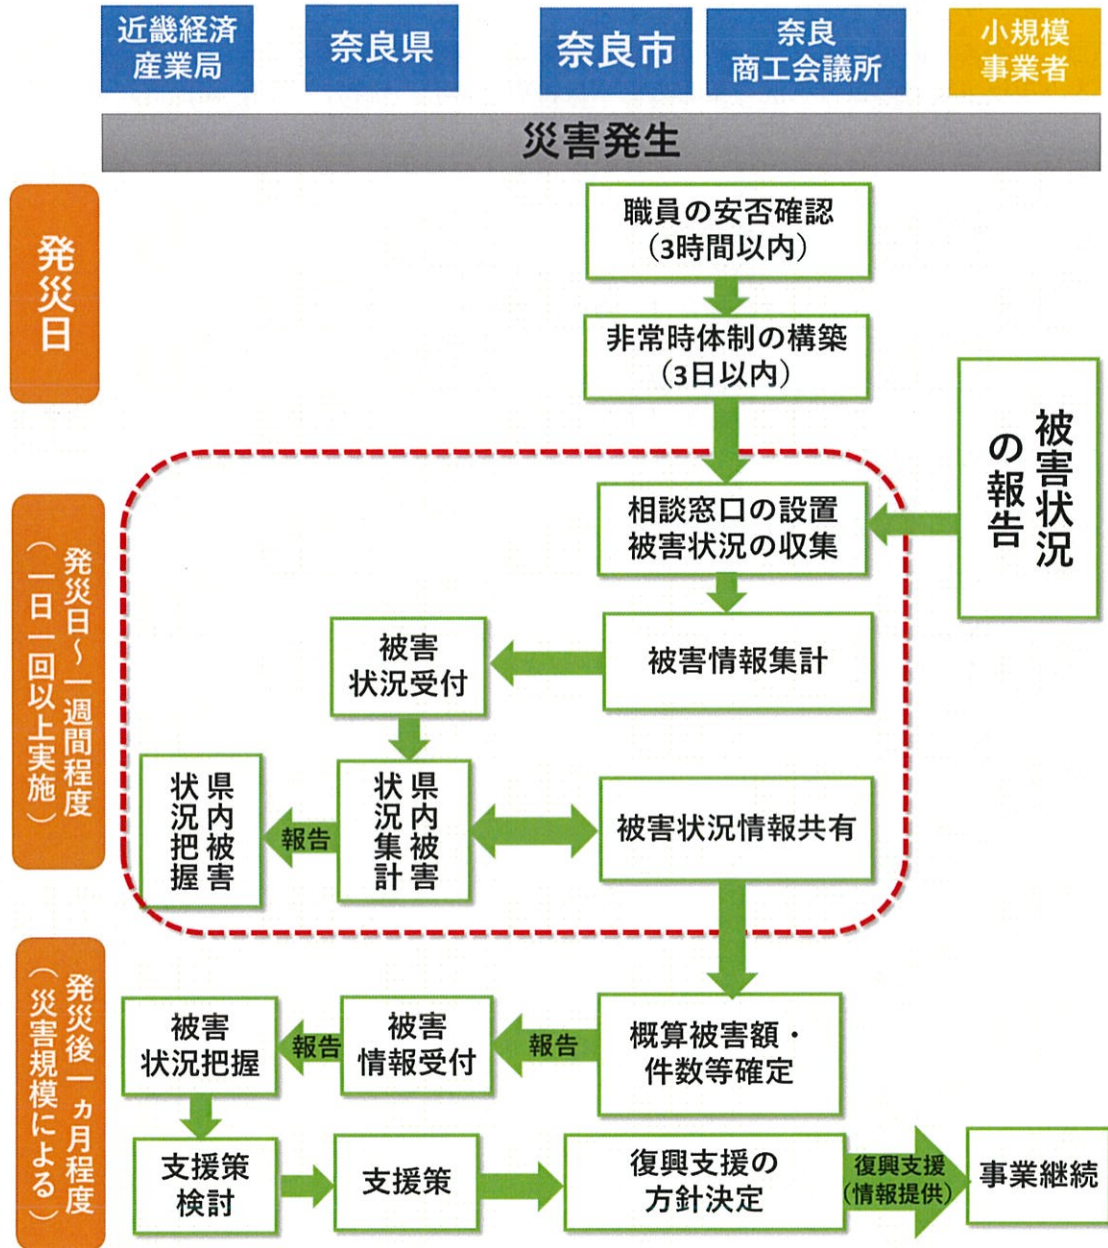 近畿経済
産業局
奈良県
奈良市
奈良
商工会議所
小規模
事業者
災害発生
発災日
職員の安否確認
(3時間以内)
非常時体制の構築
(3日以内)
被害状況
の報告
発災日~一週間程度
(一日一回以上実施)
相談窓口の設置
被害状況の収集
被害
状況受付
被害情報集計
県内被害
状況把握
報告
県内被害
状況集計
被害状況情報共有
発災後一ヵ月程度
(災害規模による)
被害
状況把握
報告
被害
情報受付
報告
概算被害額・
件数等確定
支援策
検討
支援策
復興支援の
方針決定
復興支援
(情報提供)
事業継続